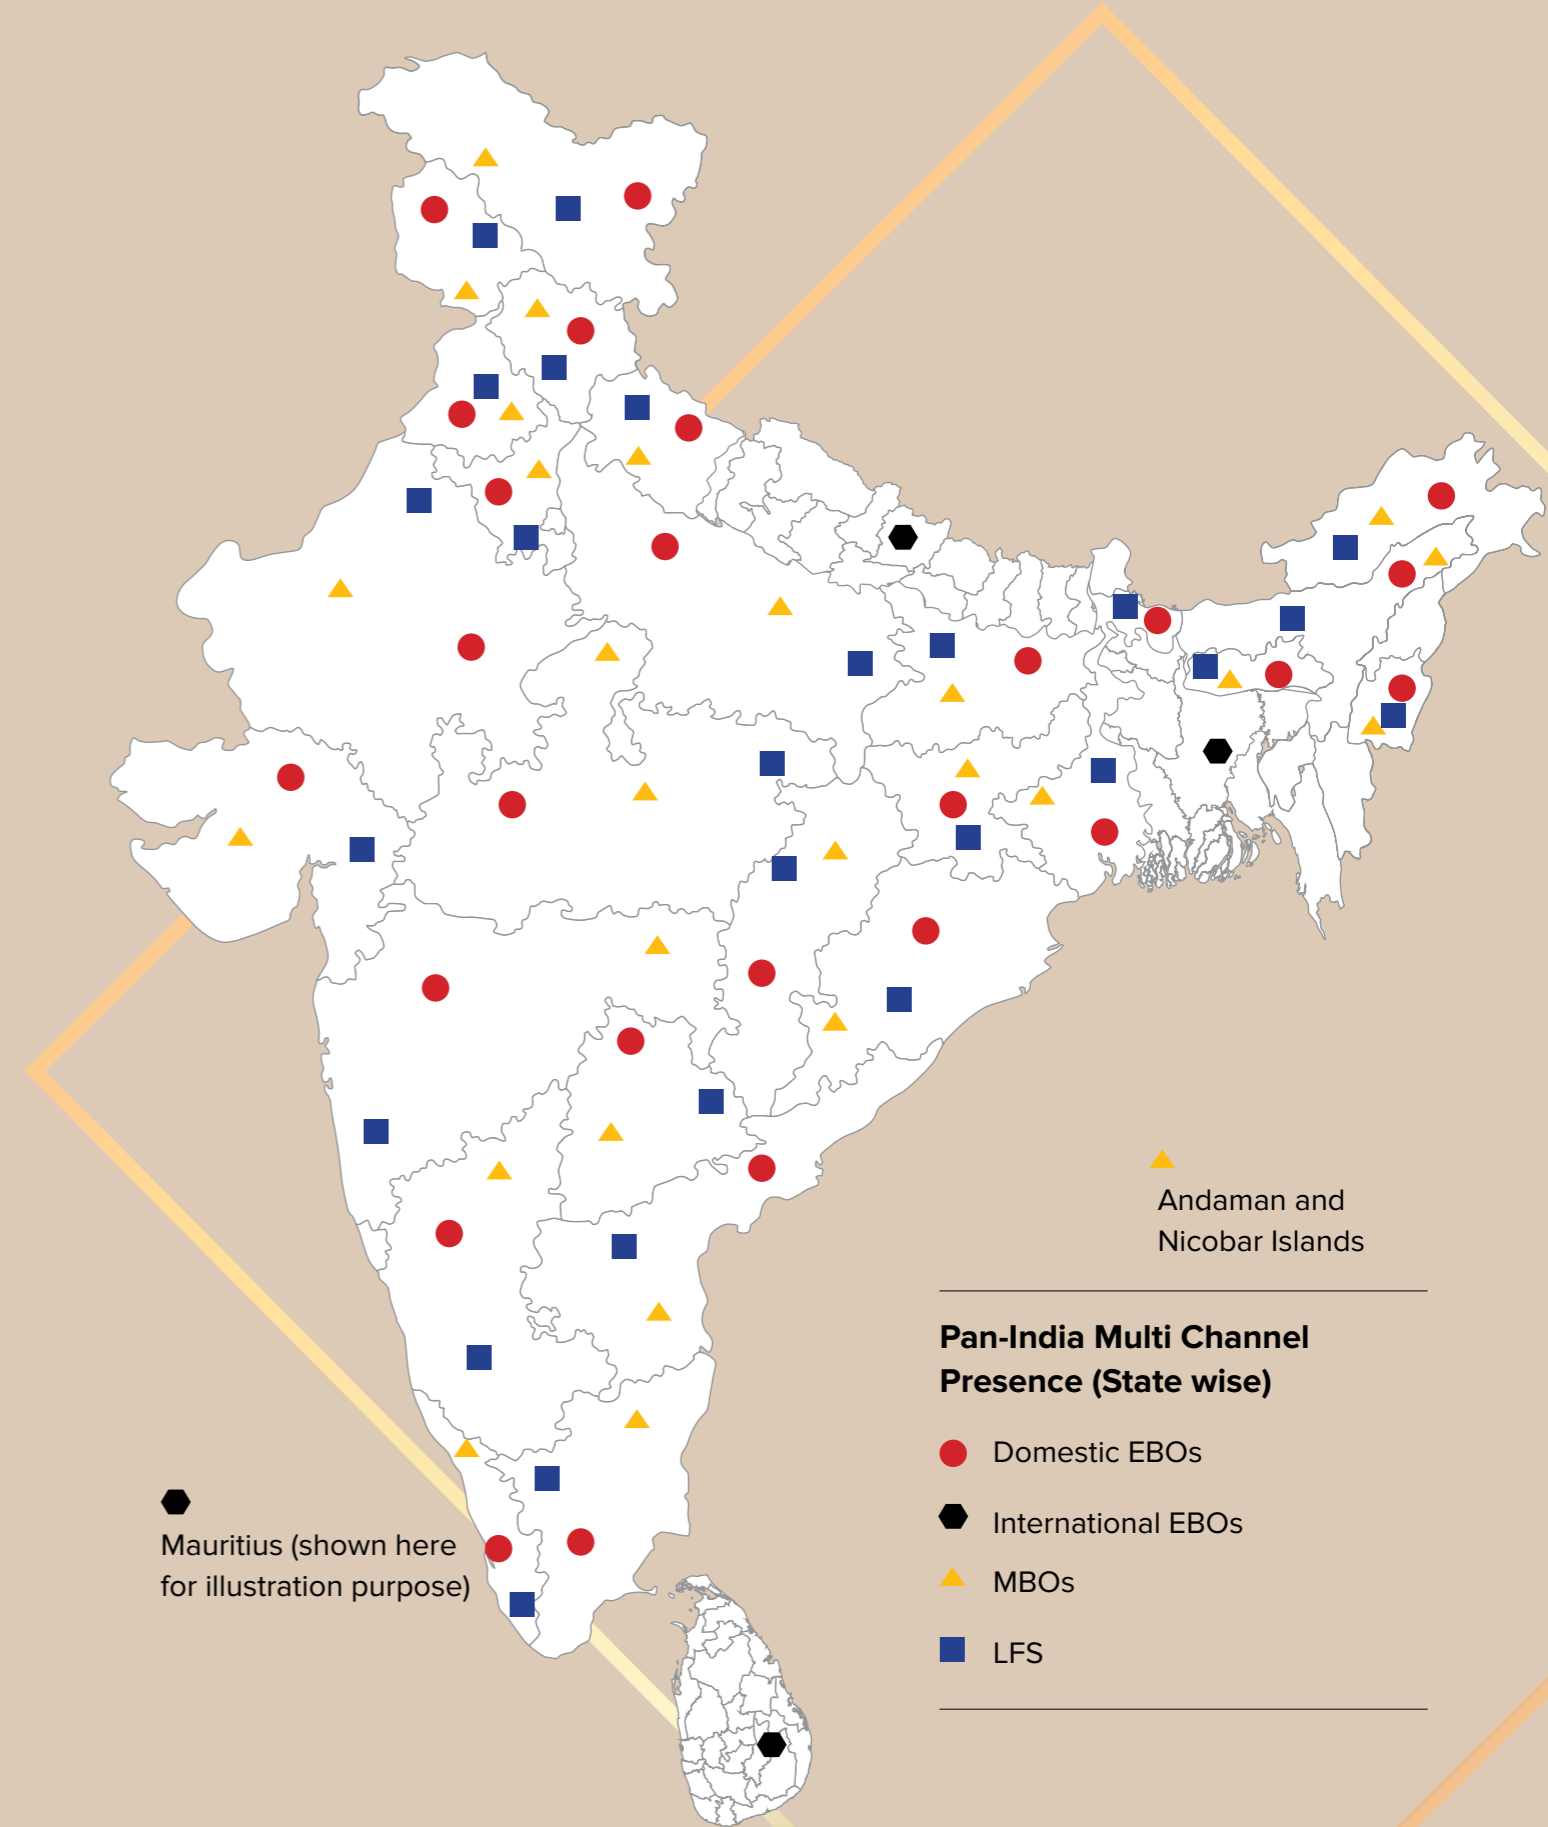 Andaman and
Nicobar Islands
Pan-India Multi Channel
Presence (State wise)
Domestic EBOs
International EBOs
MBOs
LFS
Mauritius (shown here
for illustration purpose)